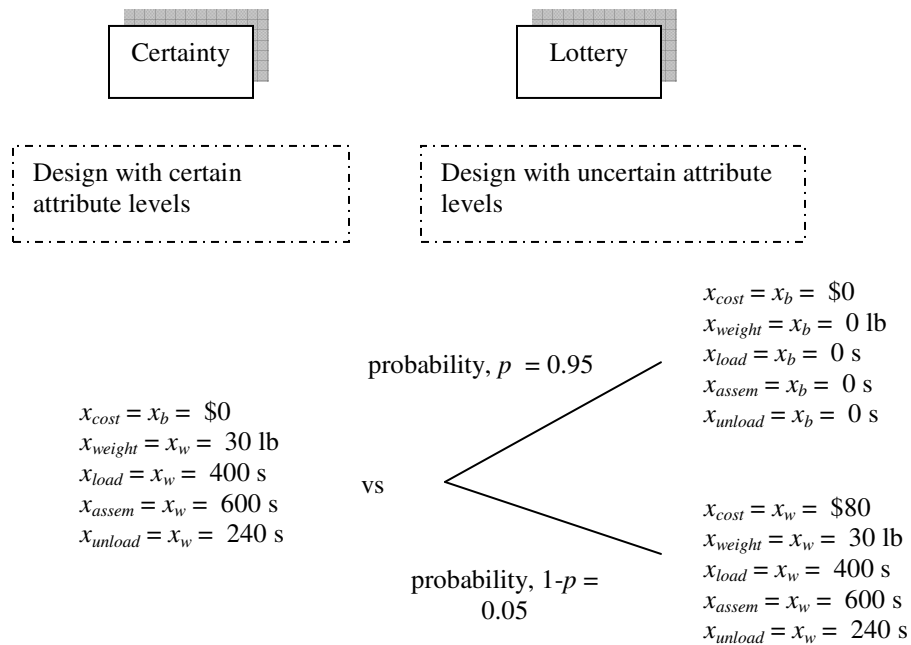 Certainty
Lottery
Design with certain
attribute levels
Design with uncertain attribute
levels
x_cost = x_b = $0
x_weight = x_w = 30 lb
x_load = x_w = 400 s
x_assem = x_w = 600 s
x_unload = x_w = 240 s
vs
probability, p = 0.95
x_cost = x_b = $0
x_weight = x_b = 0 lb
x_load = x_b = 0 s
x_assem = x_b = 0 s
x_unload = x_b = 0 s
probability, 1-p =
0.05
x_cost = x_w = $80
x_weight = x_w = 30 lb
x_load = x_w = 400 s
x_assem = x_w = 600 s
x_unload = x_w = 240 s